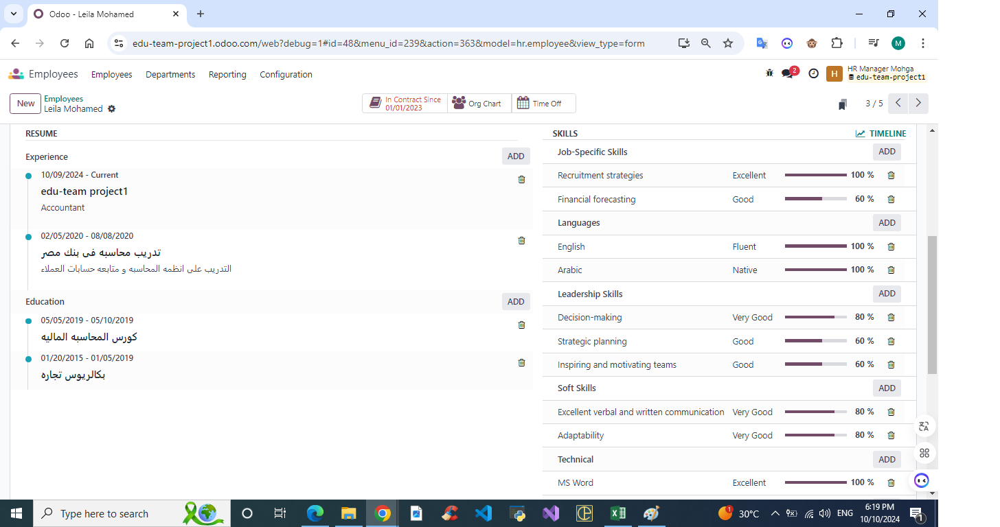 Odoo - Leila Mohamed
edu-team-project1.odoo.com/web?debug=1#id=48&menu_id=239&action=363&model=hr.employee&view_type=form
M
Employees Employees Departments Reporting Configuration
2
H
HR Manager Mohga
edu-team-project1
New
Employees
Leila Mohamed
In Contract Since
01/01/2023
Org Chart
Time Off
3 / 5
RESUME
Experience ADD
10/09/2024 - Current
edu-team project1
Accountant
02/05/2020 - 08/08/2020
تدريب محاسبه فى بنك مصر
التدريب على انظمه المحاسبه و متابعه حسابات العملاء
Education ADD
05/05/2019 - 05/10/2019
كورس المحاسبه الماليه
01/20/2015 - 01/05/2019
بكالريوس تجاره
SKILLS TIMELINE
Job-Specific Skills ADD
Recruitment strategies Excellent 100 %
Financial forecasting Good 60 %
Languages ADD
English Fluent 100 %
Arabic Native 100 %
Leadership Skills ADD
Decision-making Very Good 80 %
Strategic planning Good 60 %
Inspiring and motivating teams Good 60 %
Soft Skills ADD
Excellent verbal and written communication Very Good 80 %
Adaptability Very Good 80 %
Technical ADD
MS Word Excellent 100 %
Type here to search
1
30°C
ENG
6:19 PM
10/10/2024
1